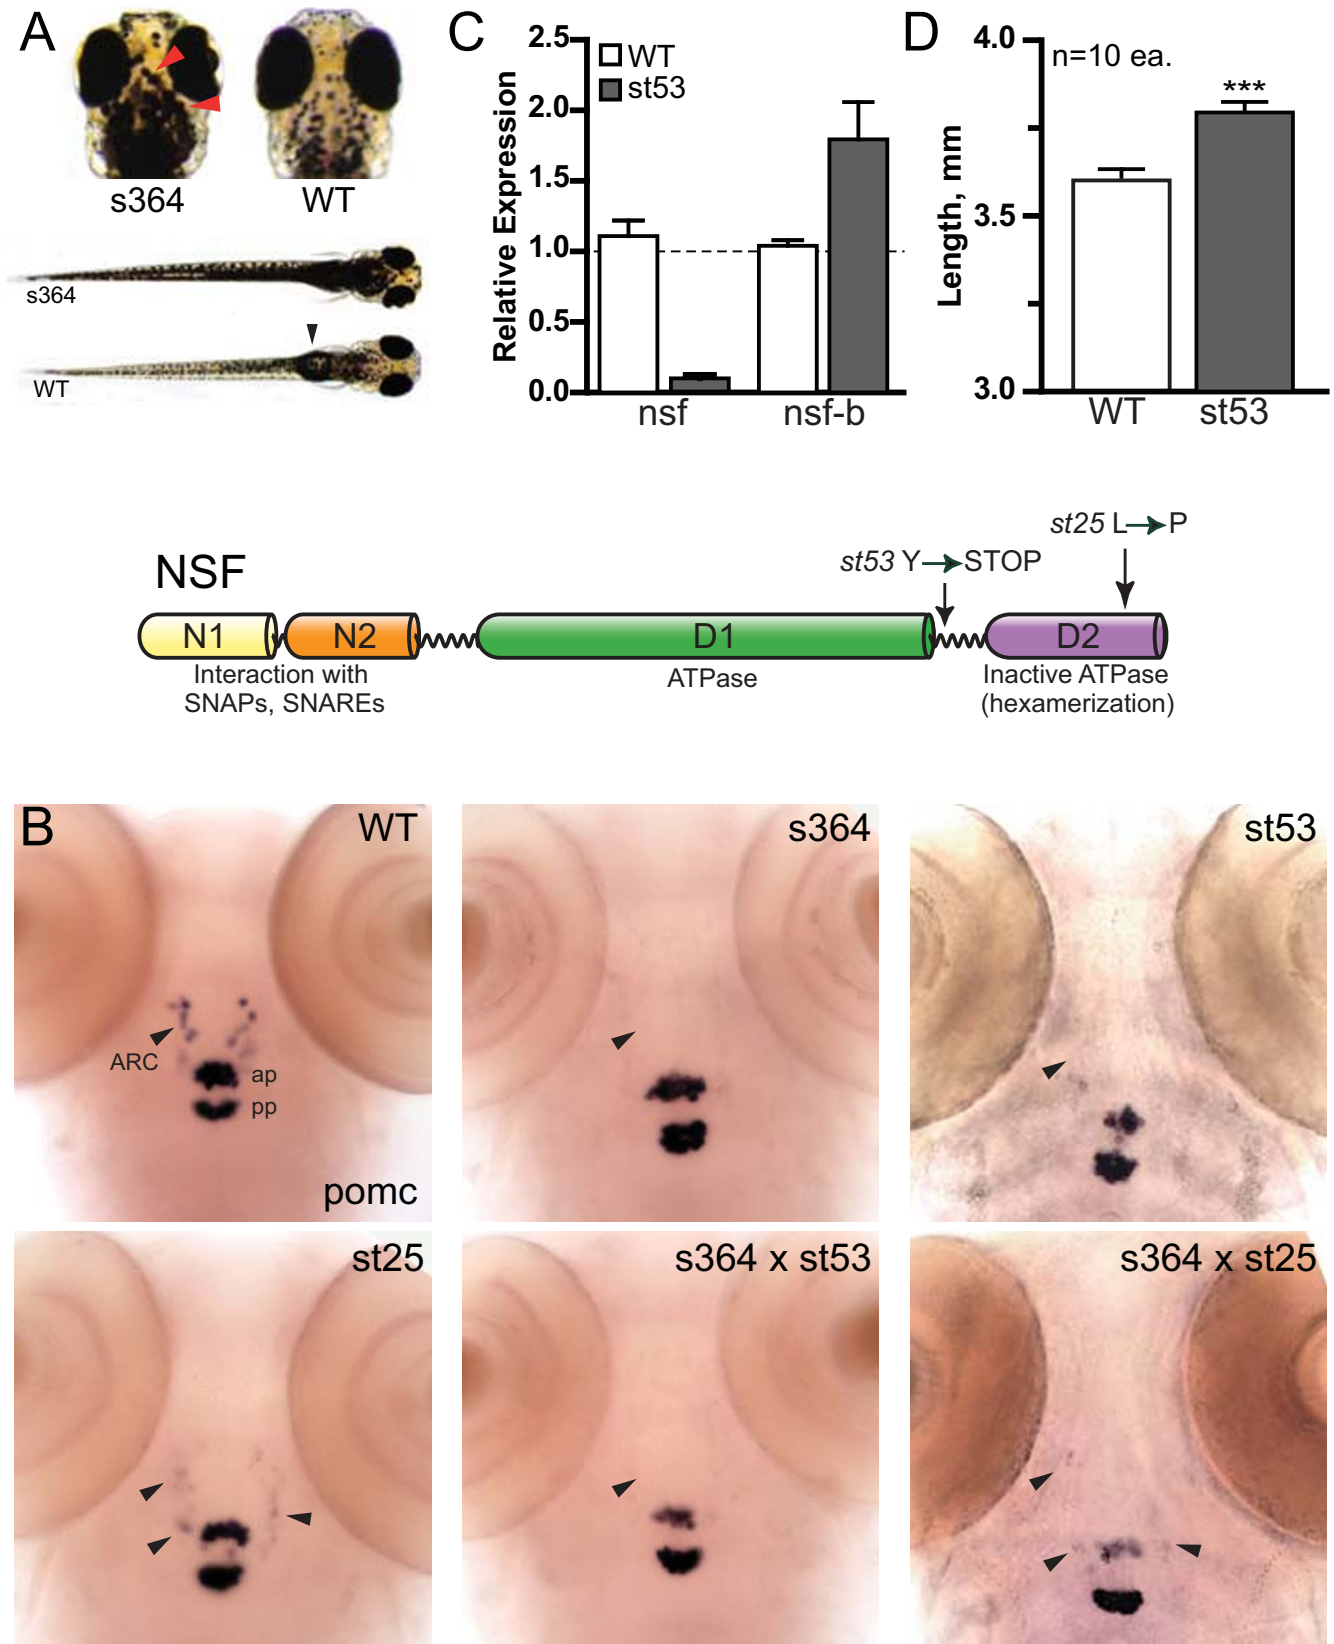 A
s364
WT
s364
WT
C
2.5
2.0
1.5
1.0
0.5
0.0
Relative Expression
WT
st53
nsf
nsf-b
D
4.0
3.5
3.0
Length, mm
n=10 ea.
***
WT
st53
NSF
st53 Y STOP
st25 L P
N1
N2
D1
D2
Interaction with
SNAPs, SNAREs
ATPase
Inactive ATPase
(hexamerization)
B
WT
ARC
ap
pp
pomc
s364
st53
st25
s364 x st53
s364 x st25